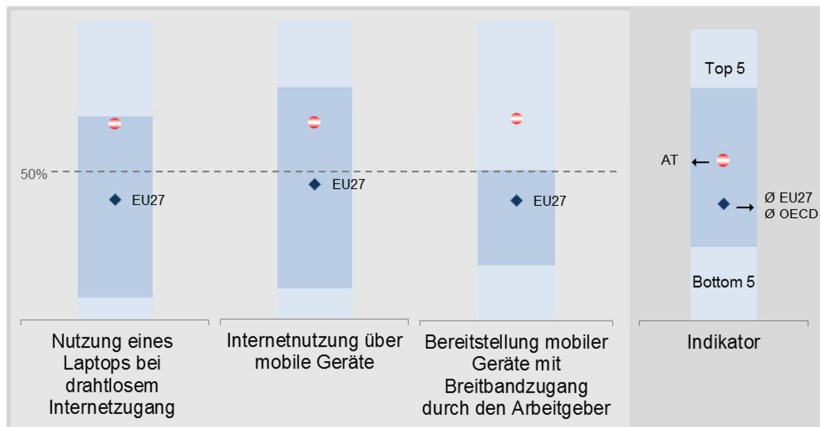 Top 5
AT
50%
EU27
EU27
EU27
Ø EU27
Ø OECD
Bottom 5
Nutzung eines
Laptops bei
drahtlosem
Internetzugang
Internetnutzung über
mobile Geräte
Bereitstellung mobiler
Geräte mit
Breitbandzugang
durch den Arbeitgeber
Indikator